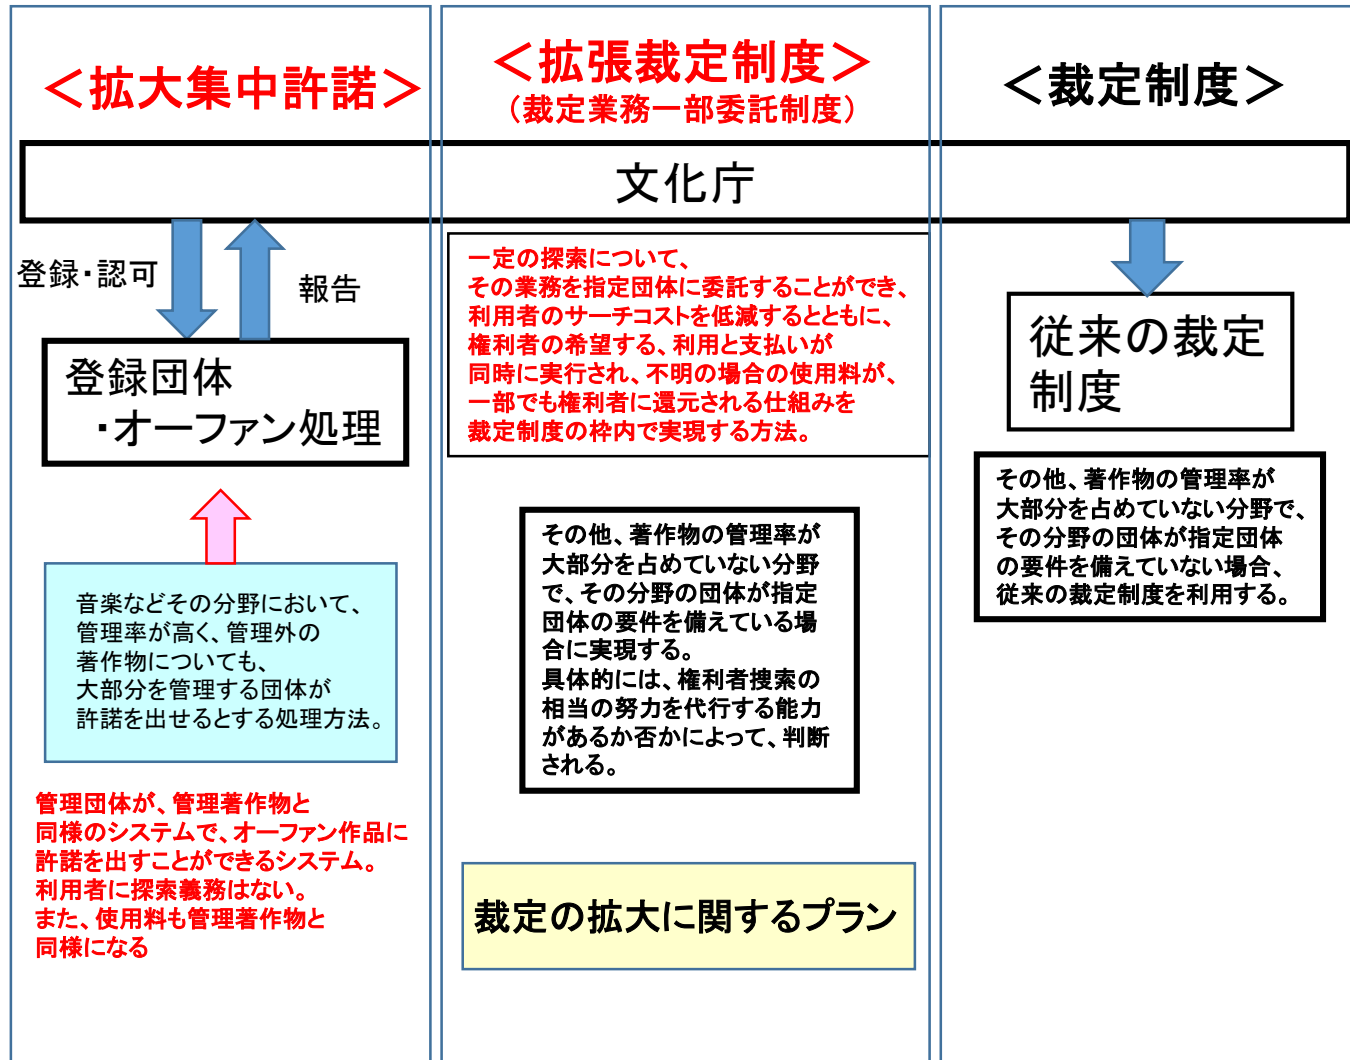 ＜拡大集中許諾＞
＜拡張裁定制度＞
（裁定業務一部委託制度）
＜裁定制度＞
文化庁
登録・認可
報告
登録団体
・オーファン処理
音楽などその分野において、
管理率が高く、管理外の
著作物についても、
大部分を管理する団体が
許諾を出せるとする処理方法。
管理団体が、管理著作物と
同様のシステムで、オーファン作品に
許諾を出すことができるシステム。
利用者に探索義務はない。
また、使用料も管理著作物と
同様になる
一定の探索について、
その業務を指定団体に委託することができ、
利用者のサーチコストを低減するとともに、
権利者の希望する、利用と支払いが
同時に実行され、不明の場合の使用料が、
一部でも権利者に還元される仕組みを
裁定制度の枠内で実現する方法。
その他、著作物の管理率が
大部分を占めていない分野
で、その分野の団体が指定
団体の要件を備えている場
合に実現する。
具体的には、権利者捜索の
相当の努力を代行する能力
があるか否かによって、判断
される。
裁定の拡大に関するプラン
従来の裁定
制度
その他、著作物の管理率が
大部分を占めていない分野で、
その分野の団体が指定団体
の要件を備えていない場合、
従来の裁定制度を利用する。